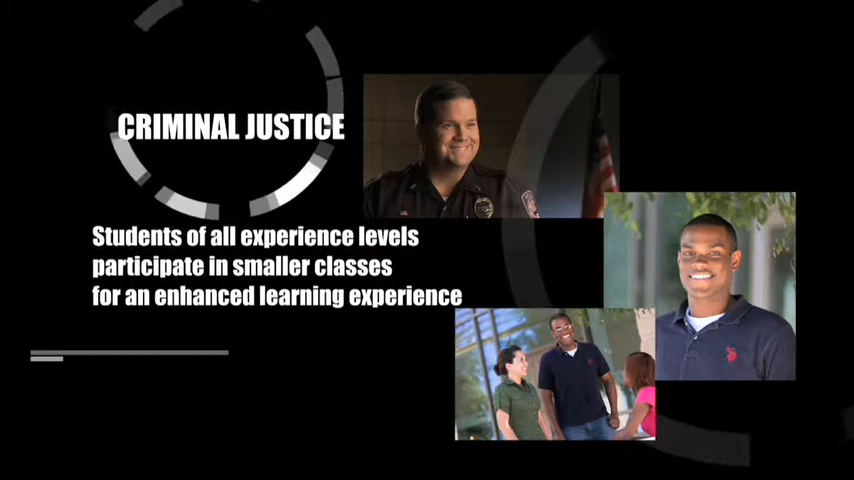 CRIMINAL JUSTICE
Students of all experience levels
participate in smaller classes
for an enhanced learning experience